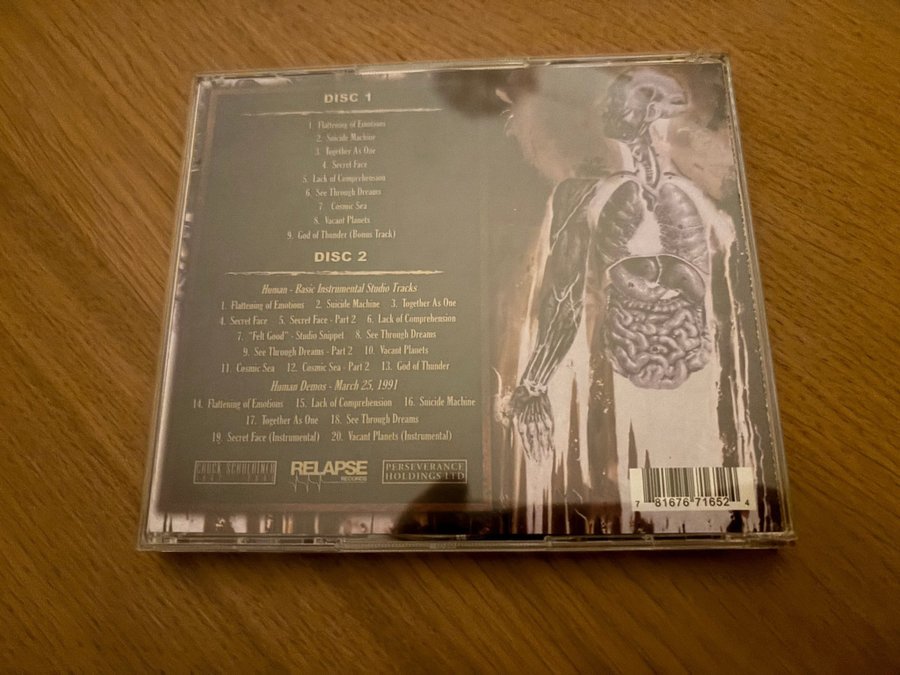 DISC 1
1. Flattening of Emotions
2. Suicide Machine
3. Together As One
4. Secret Face
5. Lack of Comprehension
6. See Through Dreams
7. Cosmic Sea
8. Vacant Planets
9. God of Thunder (Bonus Track)
DISC 2
Human - Basic Instrumental Studio Tracks
1. Flattening of Emotions 2. Suicide Machine 3. Together As One
4. Secret Face 5. Secret Face - Part 2 6. Lack of Comprehension
7. "Felt Good" - Studio Snippet 8. See Through Dreams
9. See Through Dreams - Part 2 10. Vacant Planets
11. Cosmic Sea 12. Cosmic Sea - Part 2 13. God of Thunder
Human Demos - March 25, 1991
14. Flattening of Emotions 15. Lack of Comprehension 16. Suicide Machine
17. Together As One 18. See Through Dreams
19. Secret Face (Instrumental) 20. Vacant Planets (Instrumental)
CHUCK SCHULDINER
RELAPSE
RECORDS
PERSEVERANCE
HOLDINGS LTD
7 81676 71652 4